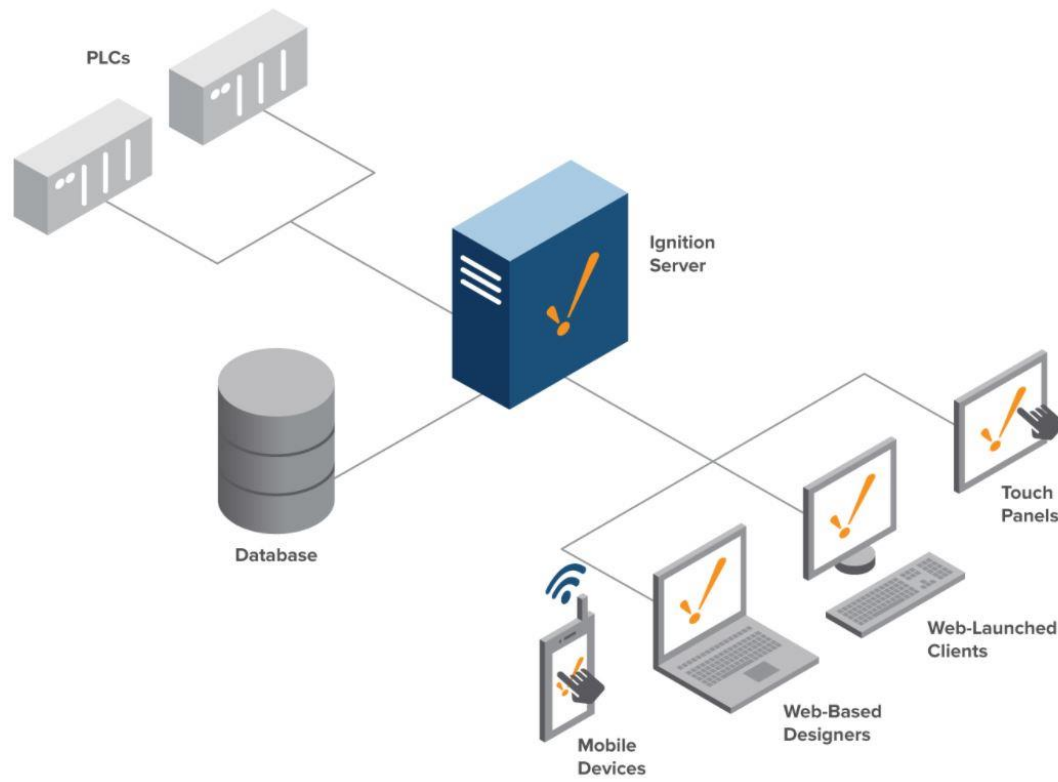 PLCs
Ignition
Server
Database
Touch
Panels
Web-Launched
Clients
Web-Based
Designers
Mobile
Devices